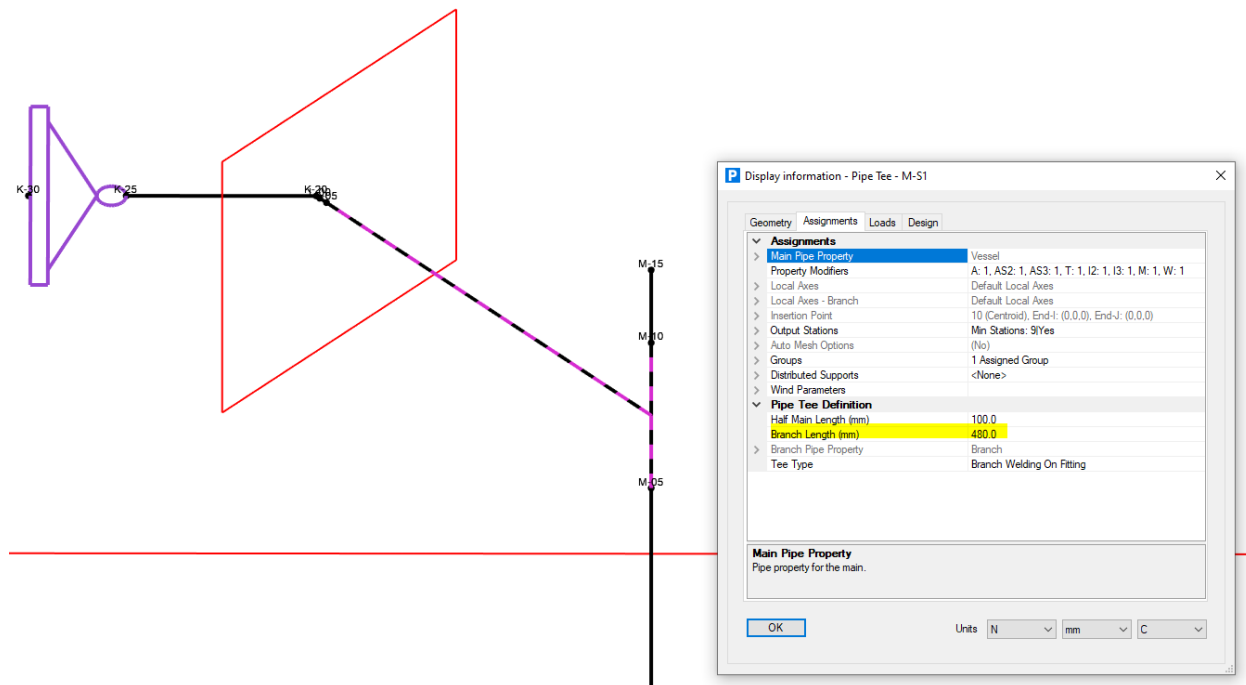 K-30
K-25
K-20
M-15
M-10
M-05
P Display information - Pipe Tee - M-S1
Geometry Assignments Loads Design
Assignments
Main Pipe Property Vessel
Property Modifiers A: 1, AS2: 1, AS3: 1, T: 1, I2: 1, I3: 1, M: 1, W: 1
Local Axes Default Local Axes
Local Axes - Branch Default Local Axes
Insertion Point 10 (Centroid), End-I: (0,0,0), End-J: (0,0,0)
Output Stations Min Stations: 9|Yes
Auto Mesh Options (No)
Groups 1 Assigned Group
Distributed Supports <None>
Wind Parameters
Pipe Tee Definition
Half Main Length (mm) 100.0
Branch Length (mm) 480.0
Branch Pipe Property Branch
Tee Type Branch Welding On Fitting
Main Pipe Property
Pipe property for the main.
OK Units N mm C